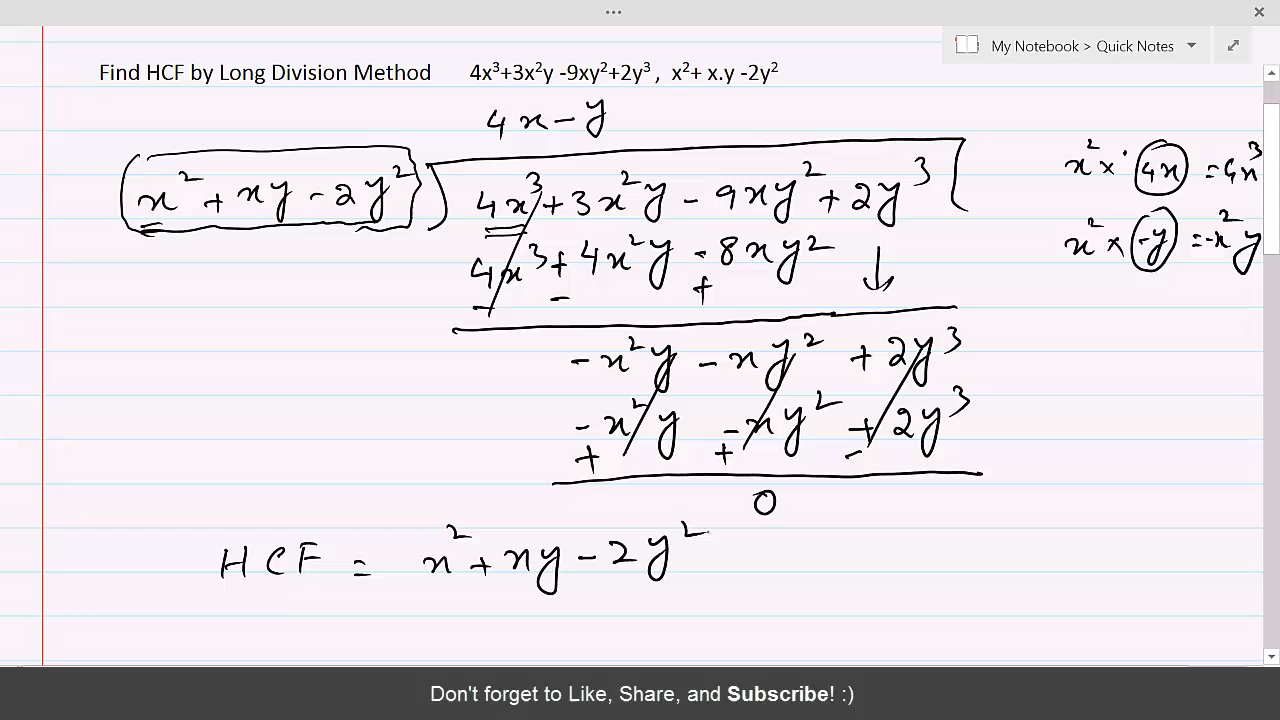 My Notebook > Quick Notes
Find HCF by Long Division Method 4x³+3x²y -9xy²+2y³ , x²+ x.y -2y²
4x - y
x² + xy - 2y² ) 4x³ + 3x²y - 9xy² + 2y³
4x³ + 4x²y - 8xy² ↓
- - +
- x²y - xy² + 2y³
- x²y - xy² + 2y³
+ + -
0
HCF = x² + xy - 2y²
x² × 4x = 4x³
x² × -y = -x²y
Don't forget to Like, Share, and Subscribe! :)